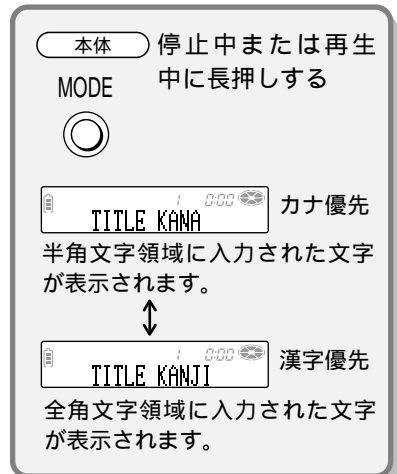 本体 停止中または再生
MODE 中に長押しする
1 0:00
TITLE KANA カナ優先
半角文字領域に入力された文字
が表示されます。
1 0:00
TITLE KANJI 漢字優先
全角文字領域に入力された文字
が表示されます。